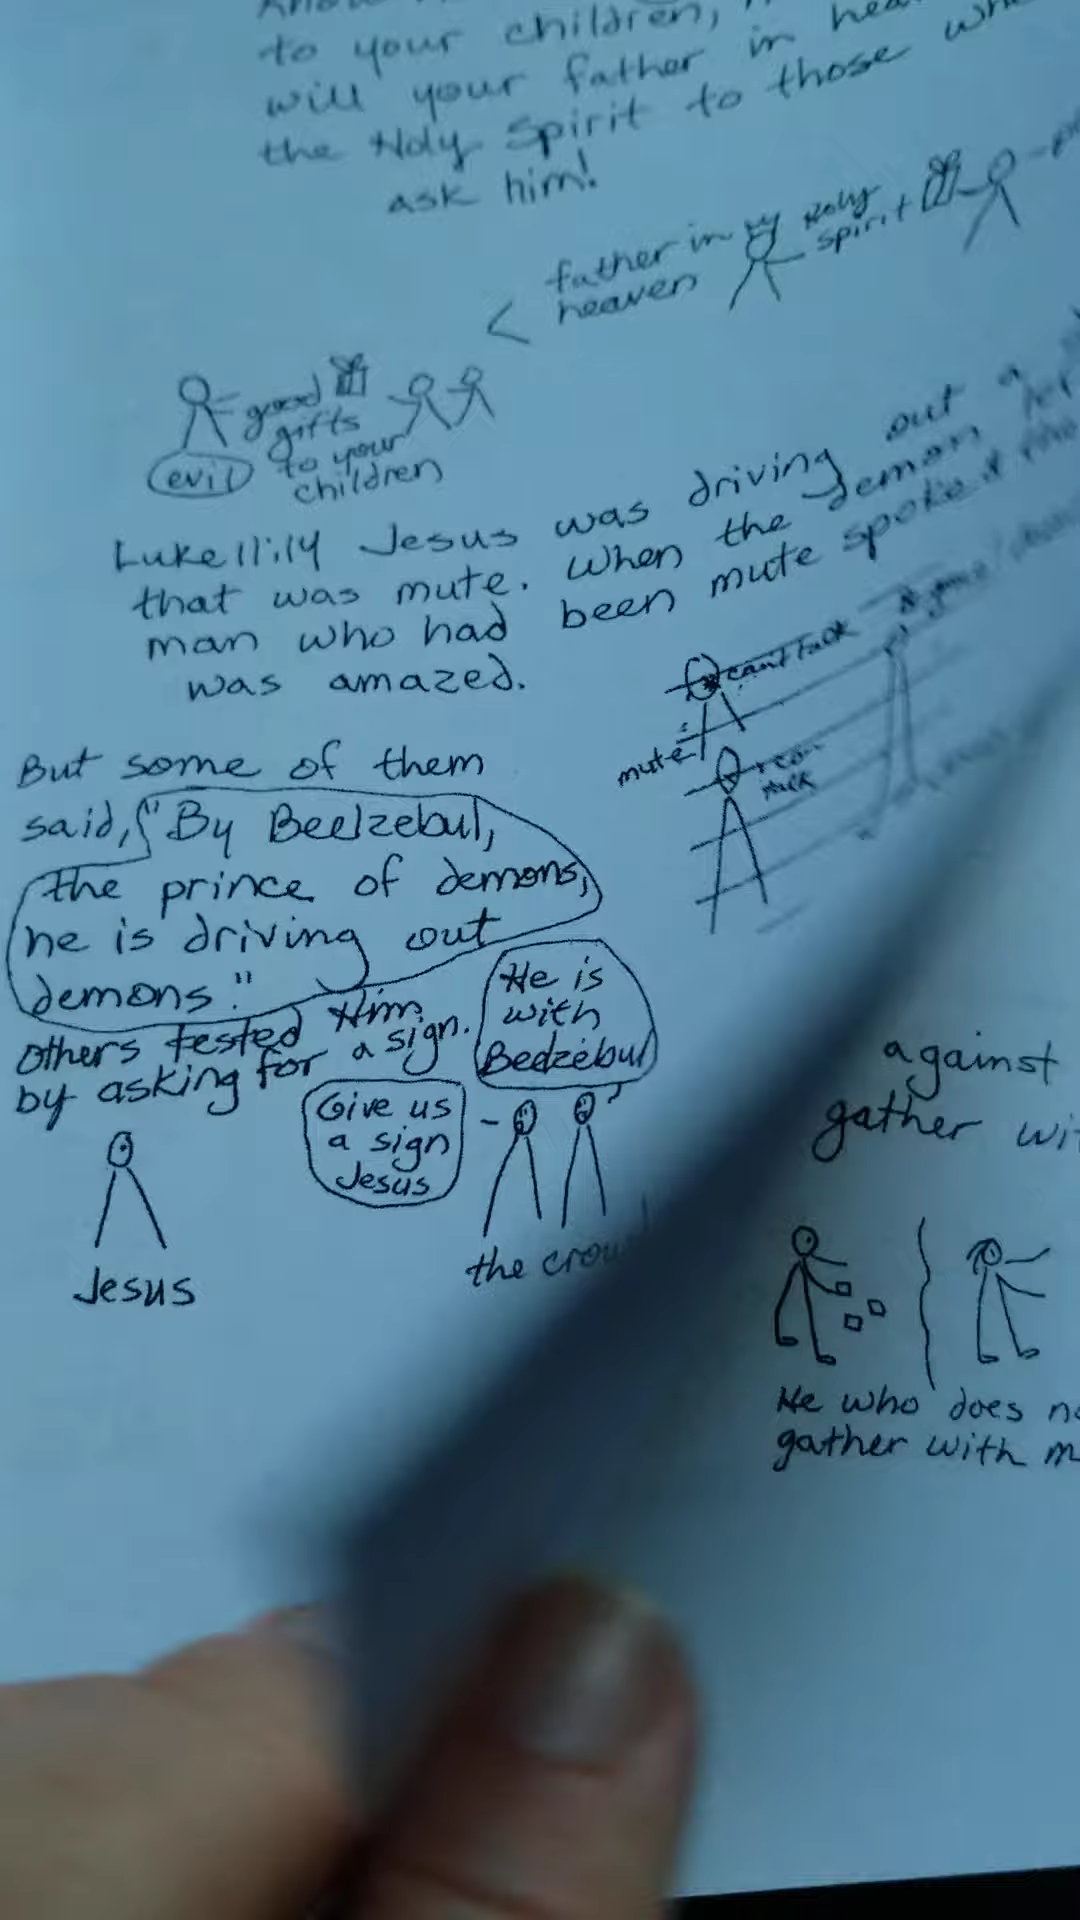 to your children,
will your father in
the Holy Spirit to those
ask him!
father in
heaven
Holy
spirit
<
good
gifts
to your
children
evil
Luke 11:14 Jesus was driving out a
that was mute. When the demon
man who had been mute spoke
was amazed.
can't talk
mute
talk
But some of them
said, "By Beelzebul,
the prince of demons,
he is driving out
demons."
Others tested Him
by asking for a sign.
He is
with
Beelzebul
Give us
a sign
Jesus
Jesus
the crow
against
gather wi
He who does no
gather with m